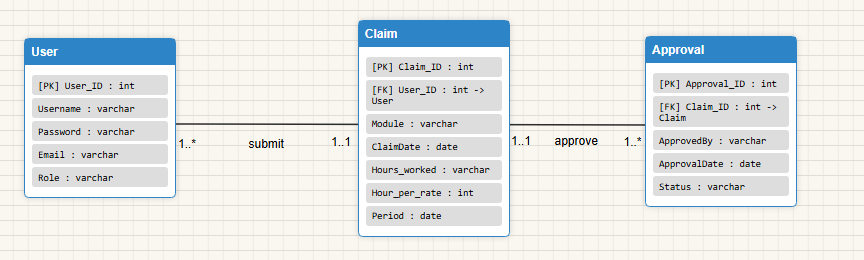 User
[PK] User_ID : int
Username : varchar
Password : varchar
Email : varchar
Role : varchar
1..*
submit
1..1
Claim
[PK] Claim_ID : int
[FK] User_ID : int ->
User
Module : varchar
ClaimDate : date
Hours_worked : varchar
Hour_per_rate : int
Period : date
1..1
approve
1..*
Approval
[PK] Approval_ID : int
[FK] Claim_ID : int ->
Claim
ApprovedBy : varchar
ApprovalDate : date
Status : varchar